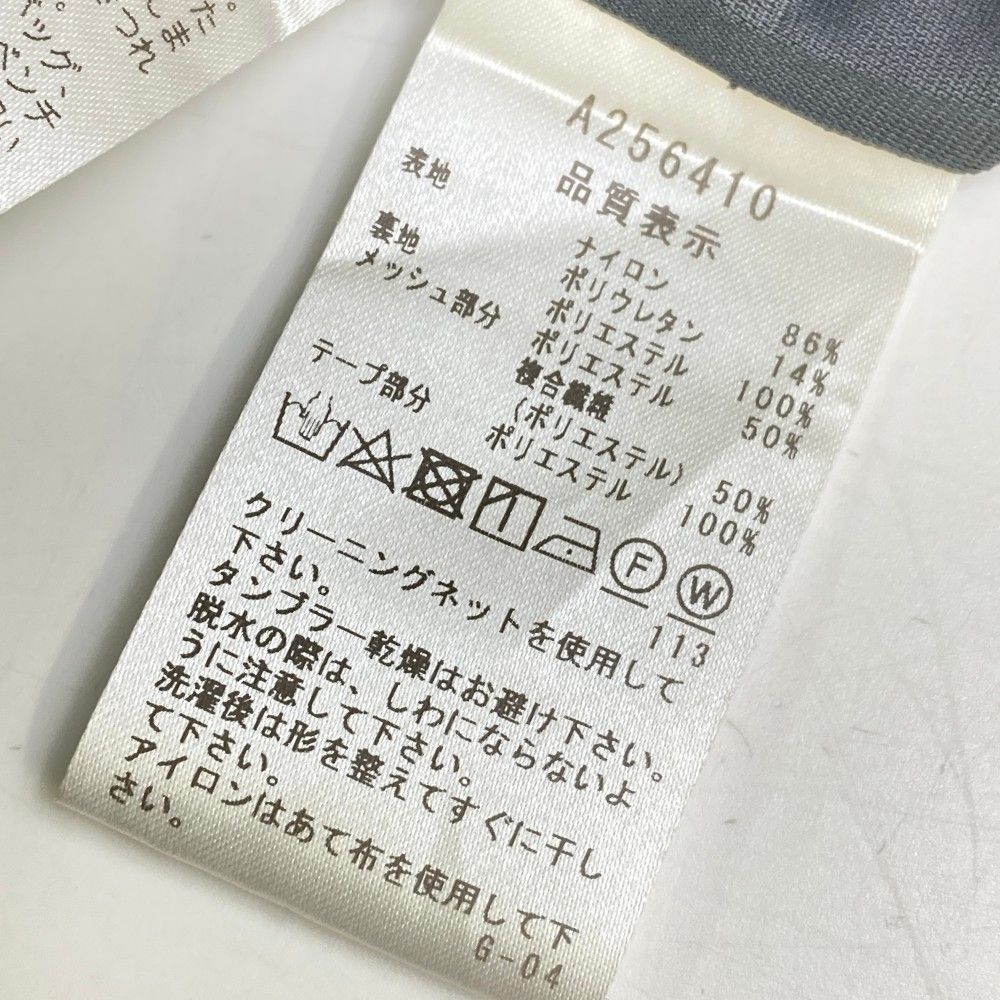 A256410
品質表示
表地 ナイロン 86%
ポリウレタン 14%
裏地 ポリエステル 100%
メッシュ部分 ポリエステル 50%
複合繊維
(ポリエステル) 50%
テープ部分 ポリエステル 100%
F W
113
クリーニングネットを使用して
下さい。
タンブラー乾燥はお避け下さい。
脱水の際は、しわにならないよ
うに注意して下さい。
洗濯後は形を整えてすぐに干し
て下さい。
アイロンはあて布を使用して下
さい。
G-04